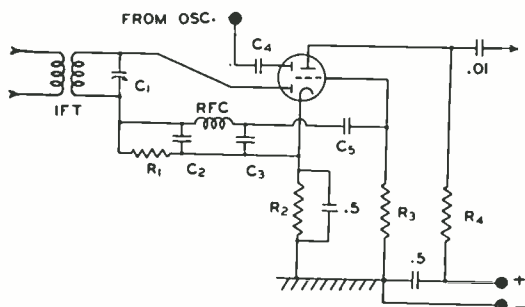 FROM OSC.
C4
.01
C1
IFT
RFC
C5
R1
C2
C3
R2
.5
R3
R4
.5
+
-